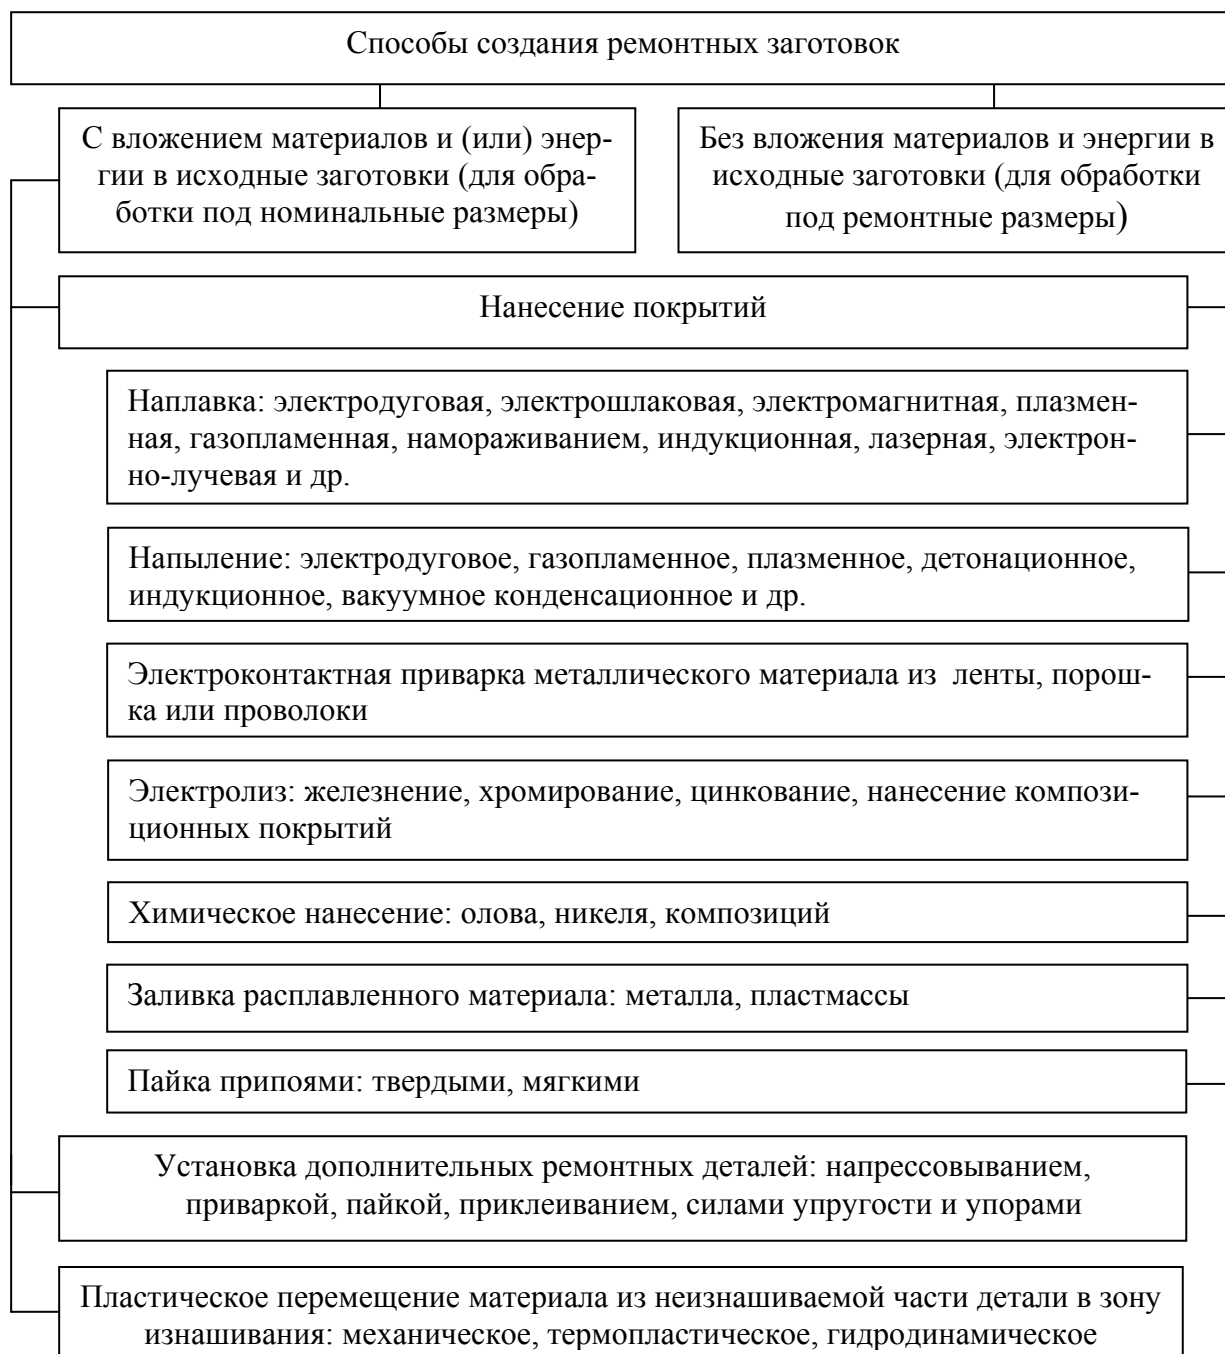 Способы создания ремонтных заготовок
С вложением материалов и (или) энер-
гии в исходные заготовки (для обра-
ботки под номинальные размеры)
Без вложения материалов и энергии в
исходные заготовки (для обработки
под ремонтные размеры)
Нанесение покрытий
Наплавка: электродуговая, электрошлаковая, электромагнитная, плазмен-
ная, газопламенная, намораживанием, индукционная, лазерная, электрон-
но-лучевая и др.
Напыление: электродуговое, газопламенное, плазменное, детонационное,
индукционное, вакуумное конденсационное и др.
Электроконтактная приварка металлического материала из ленты, порош-
ка или проволоки
Электролиз: железнение, хромирование, цинкование, нанесение компози-
ционных покрытий
Химическое нанесение: олова, никеля, композиций
Заливка расплавленного материала: металла, пластмассы
Пайка припоями: твердыми, мягкими
Установка дополнительных ремонтных деталей: напрессовыванием,
приваркой, пайкой, приклеиванием, силами упругости и упорами
Пластическое перемещение материала из неизнашиваемой части детали в зону
изнашивания: механическое, термопластическое, гидродинамическое